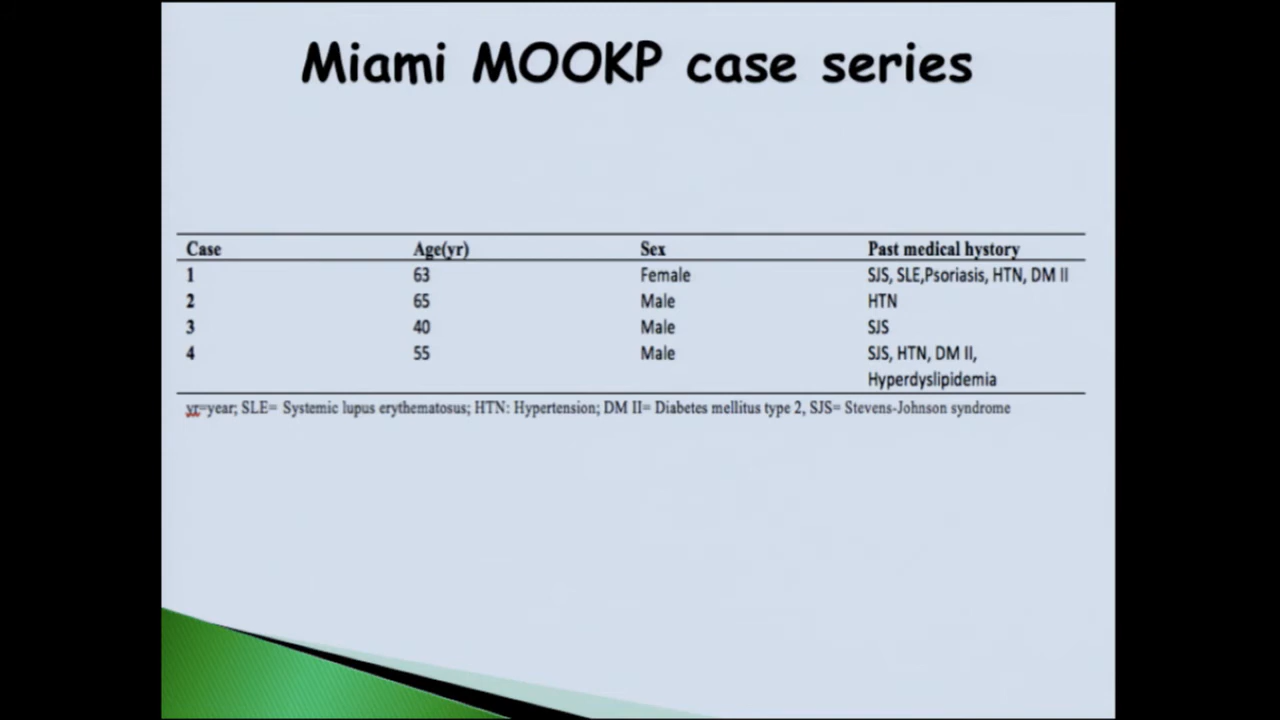 Miami MOOKP case series
Case Age(yr) Sex Past medical hystory
1 63 Female SJS, SLE,Psoriasis, HTN, DM II
2 65 Male HTN
3 40 Male SJS
4 55 Male SJS, HTN, DM II,
Hyperdyslipidemia
yr=year; SLE= Systemic lupus erythematosus; HTN: Hypertension; DM II= Diabetes mellitus type 2, SJS= Stevens-Johnson syndrome